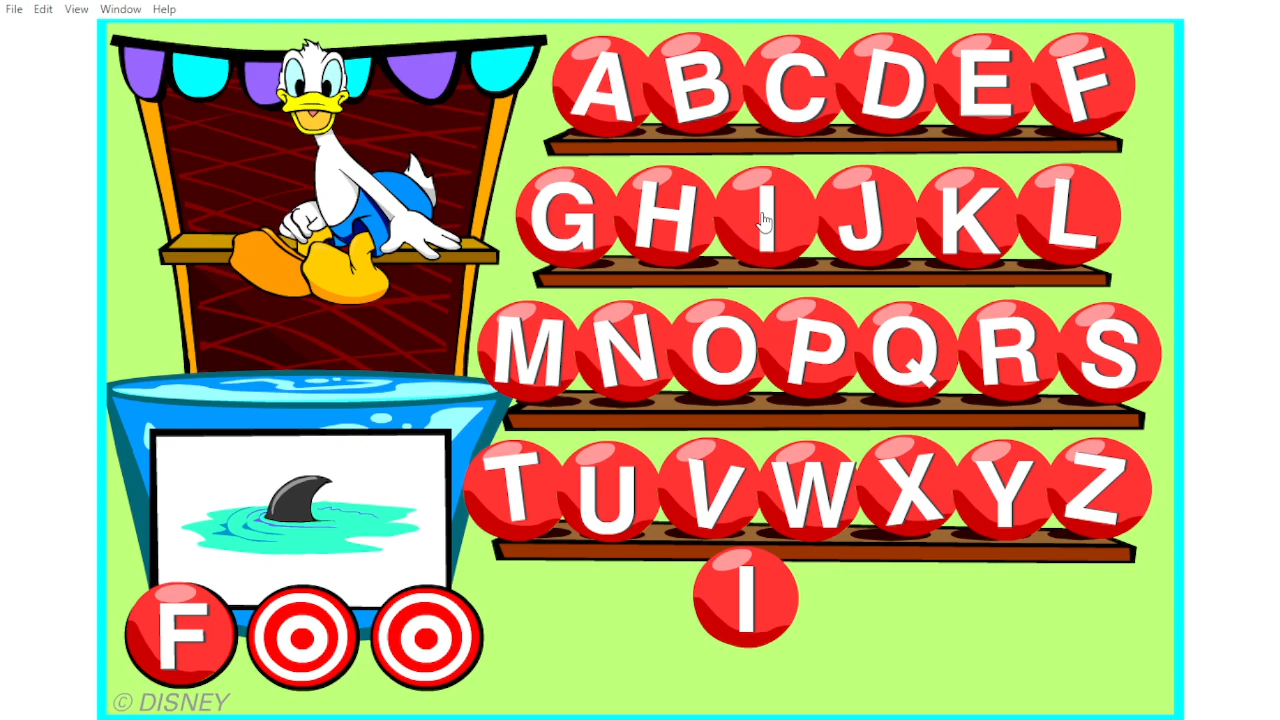 File Edit View Window Help
A B C D E F
G H I J K L
M N O P Q R S
T U V W X Y Z
I
F
© DISNEY